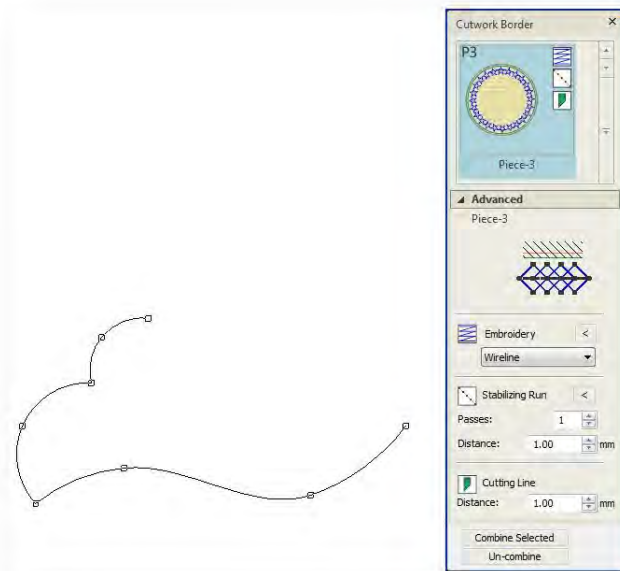 Cutwork Border
P3
Piece-3
Advanced
Piece-3
Embroidery <
Wireline
Stabilizing Run <
Passes: 1
Distance: 1.00 mm
Cutting Line
Distance: 1.00 mm
Combine Selected
Un-combine